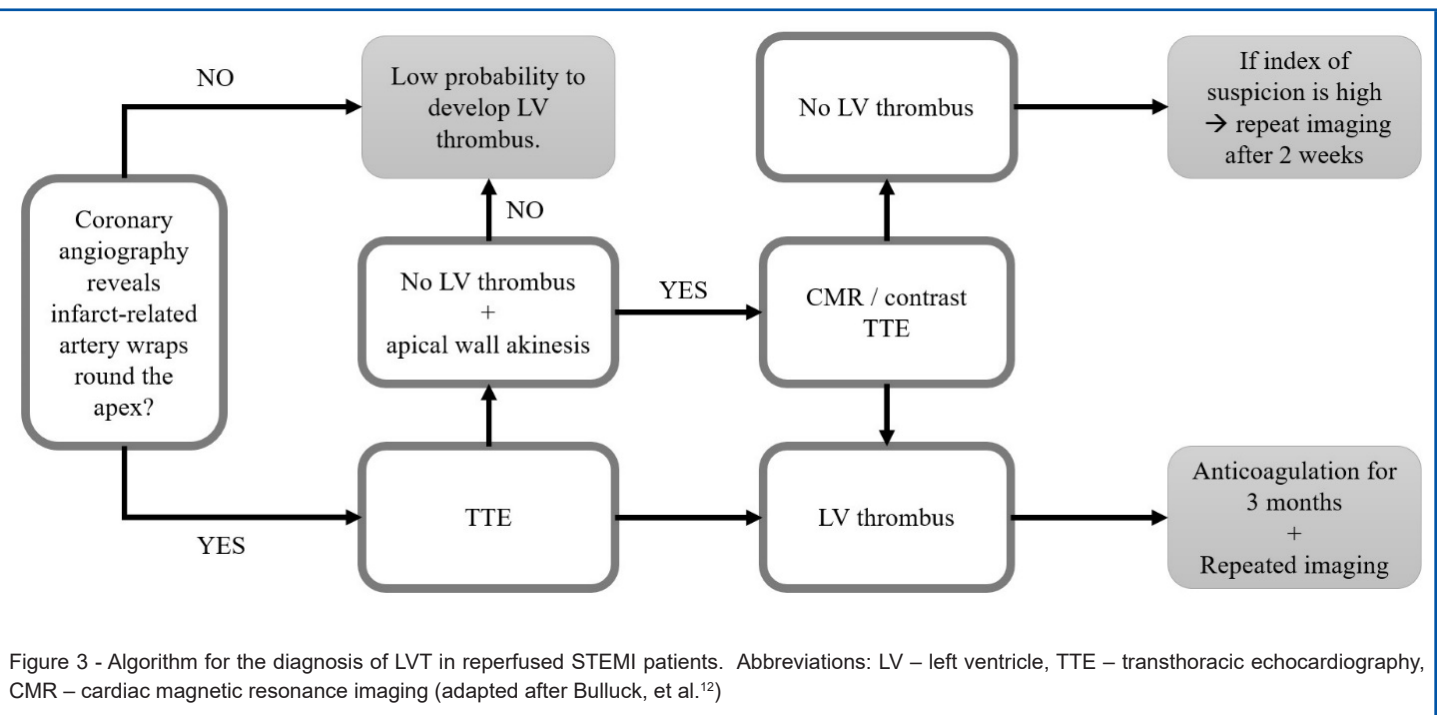 NO
Low probability to
develop LV
thrombus.
No LV thrombus
If index of
suspicion is high
→ repeat imaging
after 2 weeks
Coronary
angiography
reveals
infarct-related
artery wraps
round the
apex?
NO
No LV thrombus
+
apical wall akinesis
YES
CMR / contrast
TTE
YES
TTE
LV thrombus
Anticoagulation for
3 months
+
Repeated imaging
Figure 3 - Algorithm for the diagnosis of LVT in reperfused STEMI patients. Abbreviations: LV – left ventricle, TTE – transthoracic echocardiography,
CMR – cardiac magnetic resonance imaging (adapted after Bulluck, et al.¹²)